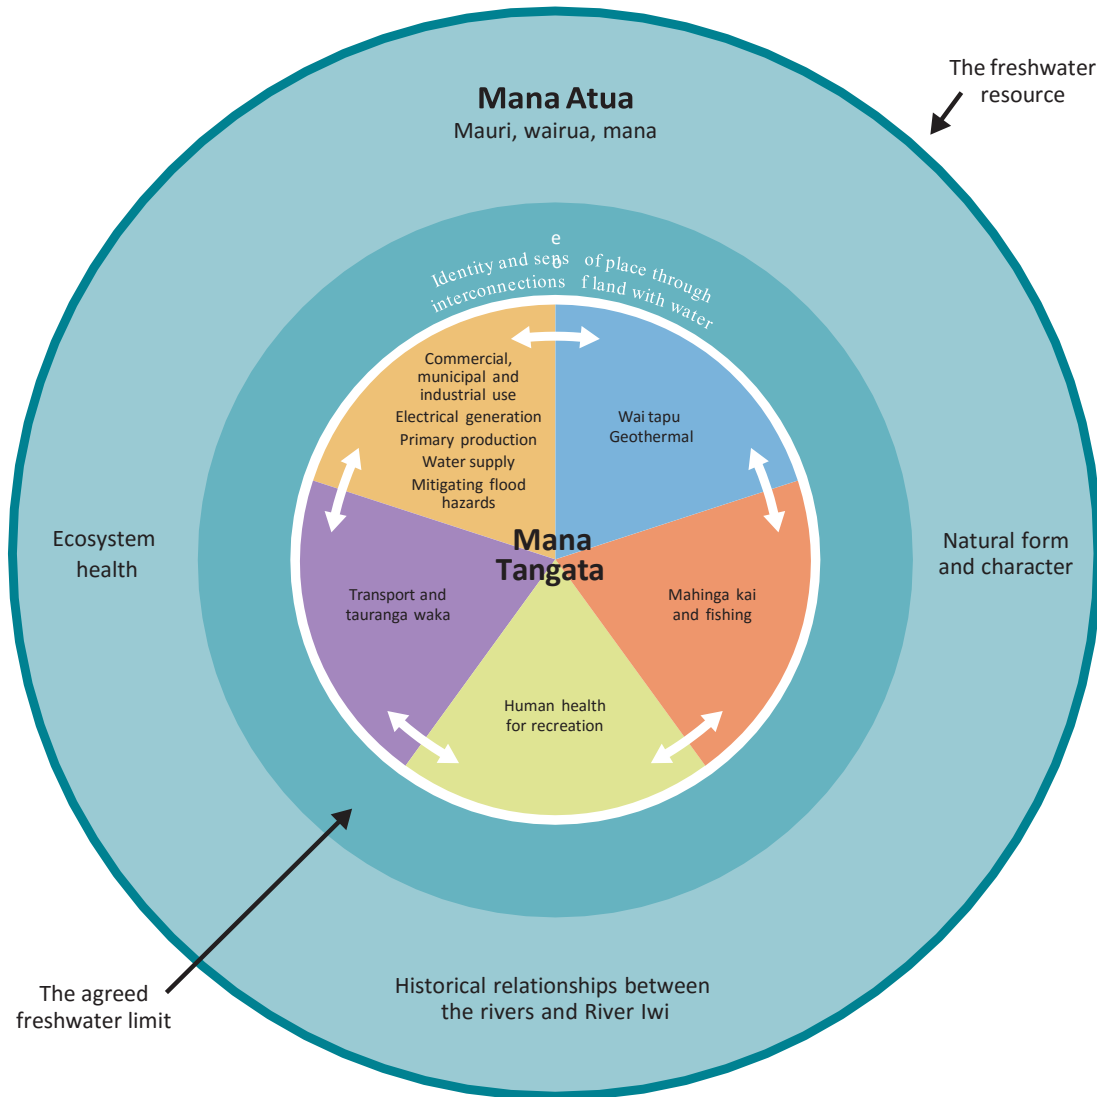 The freshwater
resource
Mana Atua
Mauri, wairua, mana
e
Identity and sens of place through
o
interconnections f land with water
Commercial,
municipal and
industrial use
Electrical generation
Primary production
Water supply
Mitigating flood
hazards
Wai tapu
Geothermal
Mana
Tangata
Ecosystem
health
Natural form
and character
Transport and
tauranga waka
Mahinga kai
and fishing
Human health
for recreation
The agreed
freshwater limit
Historical relationships between
the rivers and River Iwi